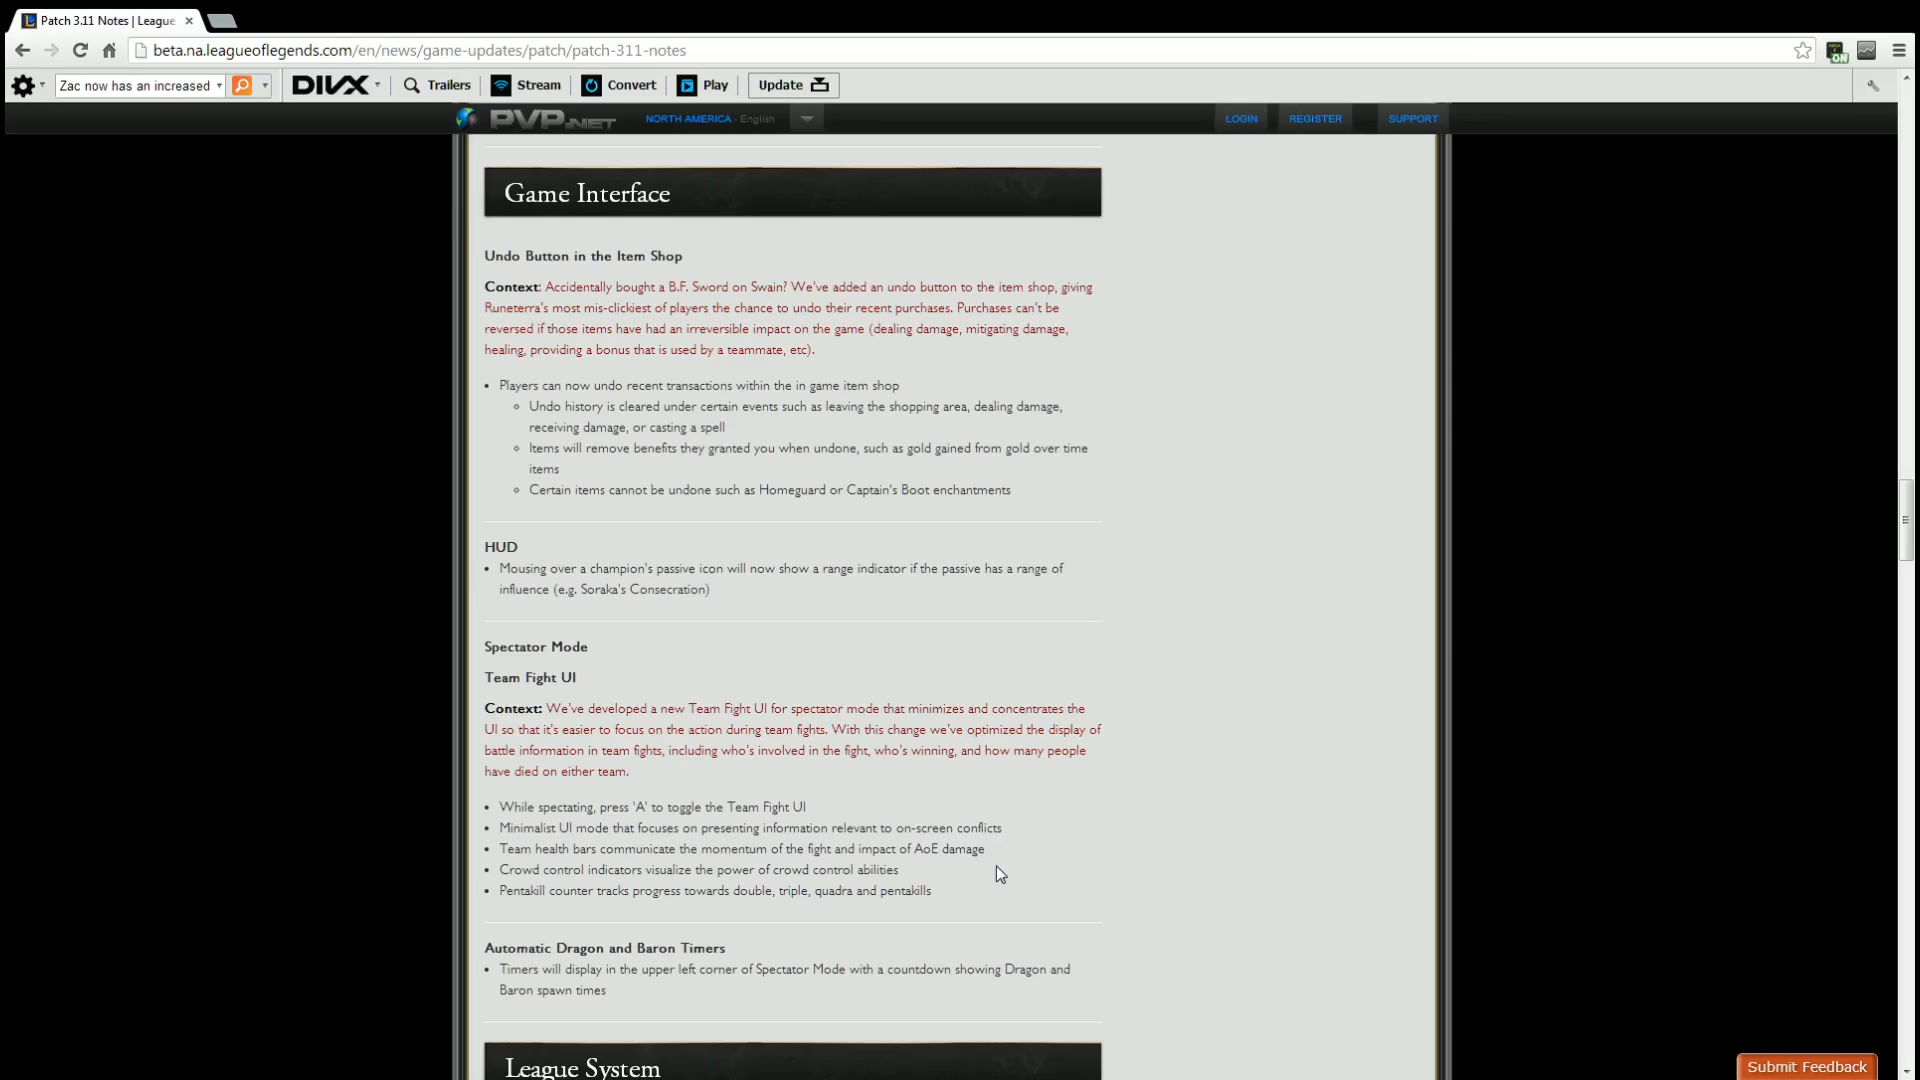 Patch 3.11 Notes | League
beta.na.leagueoflegends.com/en/news/game-updates/patch/patch-311-notes
ON
Zac now has an increased
DIVX
Trailers
Stream
Convert
Play
Update
PVP.NET
NORTH AMERICA - English
LOGIN
REGISTER
SUPPORT
Game Interface
Undo Button in the Item Shop
Context: Accidentally bought a B.F. Sword on Swain? We've added an undo button to the item shop, giving
Runeterra's most mis-clickiest of players the chance to undo their recent purchases. Purchases can't be
reversed if those items have had an irreversible impact on the game (dealing damage, mitigating damage,
healing, providing a bonus that is used by a teammate, etc).
• Players can now undo recent transactions within the in game item shop
Undo history is cleared under certain events such as leaving the shopping area, dealing damage,
receiving damage, or casting a spell
Items will remove benefits they granted you when undone, such as gold gained from gold over time
items
Certain items cannot be undone such as Homeguard or Captain's Boot enchantments
HUD
• Mousing over a champion's passive icon will now show a range indicator if the passive has a range of
influence (e.g. Soraka's Consecration)
Spectator Mode
Team Fight UI
Context: We've developed a new Team Fight UI for spectator mode that minimizes and concentrates the
UI so that it's easier to focus on the action during team fights. With this change we've optimized the display of
battle information in team fights, including who's involved in the fight, who's winning, and how many people
have died on either team.
• While spectating, press 'A' to toggle the Team Fight UI
• Minimalist UI mode that focuses on presenting information relevant to on-screen conflicts
• Team health bars communicate the momentum of the fight and impact of AoE damage
• Crowd control indicators visualize the power of crowd control abilities
• Pentakill counter tracks progress towards double, triple, quadra and pentakills
Automatic Dragon and Baron Timers
• Timers will display in the upper left corner of Spectator Mode with a countdown showing Dragon and
Baron spawn times
League System
Submit Feedback